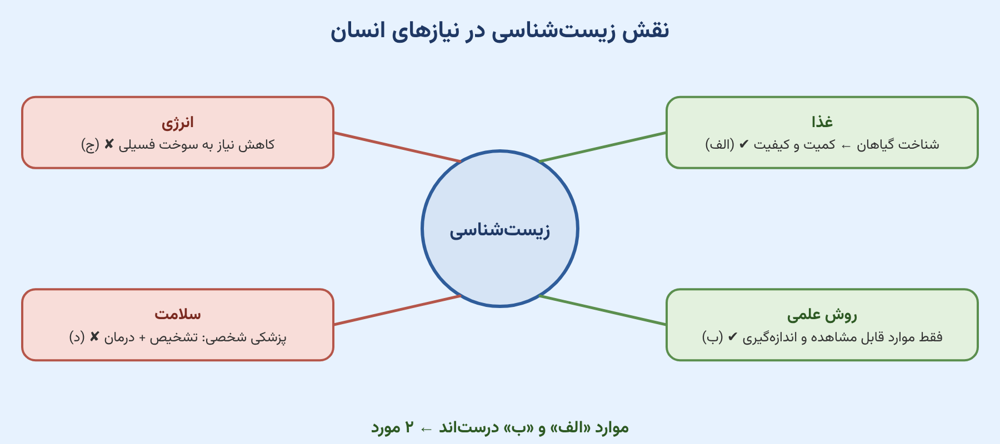 نقش زیست‌شناسی در نیازهای انسان
غذا
شناخت گیاهان ← کمیت و کیفیت ✔ (الف)
انرژی
کاهش نیاز به سوخت فسیلی ✘ (ج)
زیست‌شناسی
روش علمی
فقط موارد قابل مشاهده و اندازه‌گیری ✔ (ب)
سلامت
پزشکی شخصی: تشخیص + درمان ✘ (د)
موارد «الف» و «ب» درست‌اند ← ۲ مورد